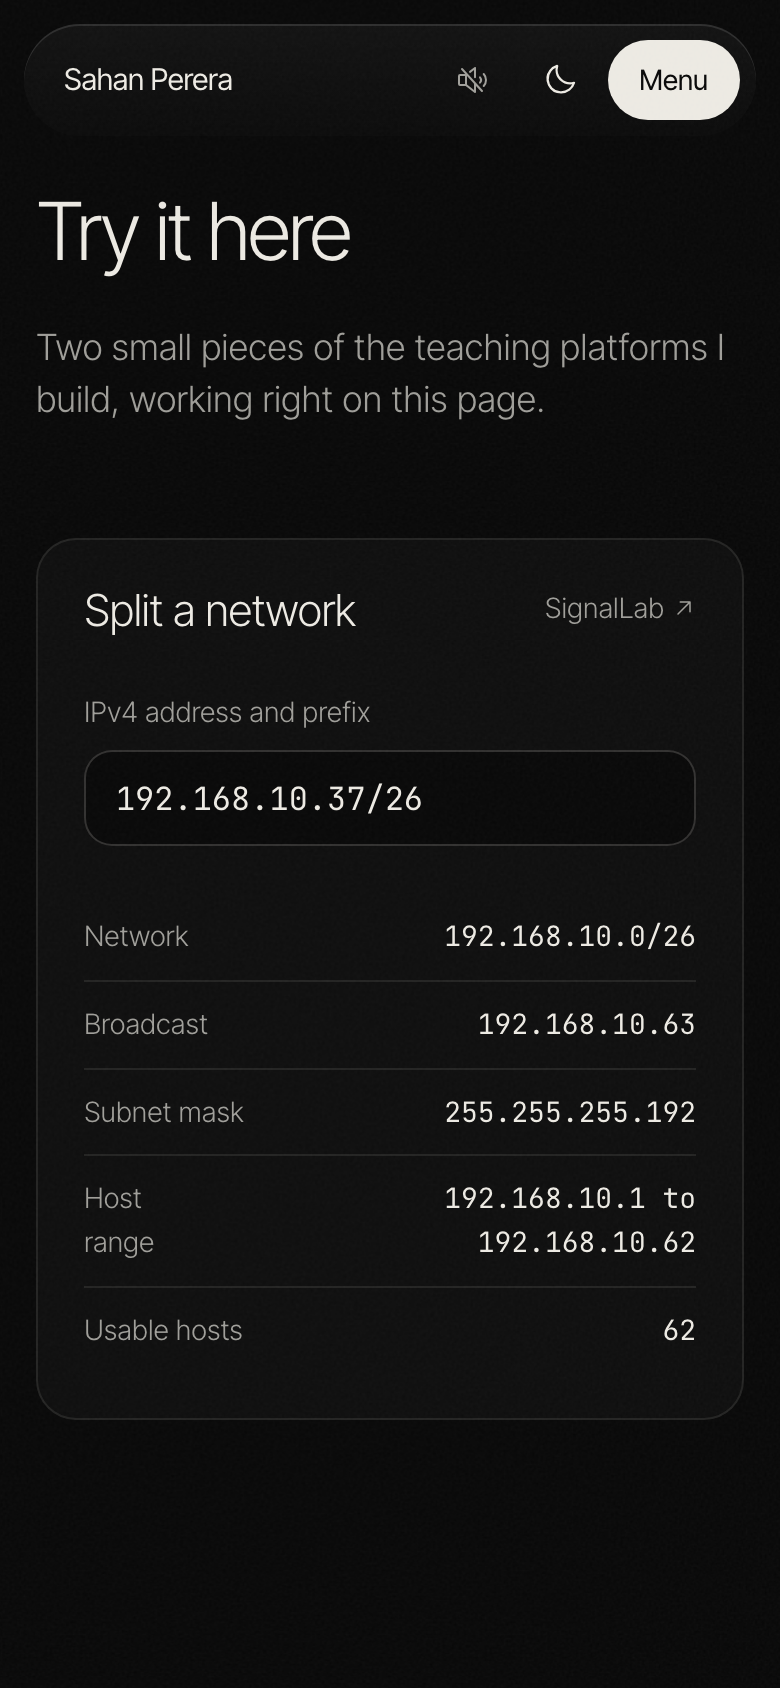 Sahan Perera
Menu
Try it here
Two small pieces of the teaching platforms I
build, working right on this page.
Split a network
SignalLab ↗
IPv4 address and prefix
192.168.10.37/26
Network
192.168.10.0/26
Broadcast
192.168.10.63
Subnet mask
255.255.255.192
Host
range
192.168.10.1 to
192.168.10.62
Usable hosts
62